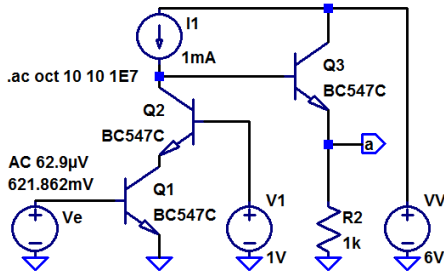 I1
1mA
Q3
.ac oct 10 10 1E7
BC547C
Q2
BC547C
a
AC 62.9µV
621.862mV
Q1
V1
R2
VV
Ve
BC547C
1V
1k
6V